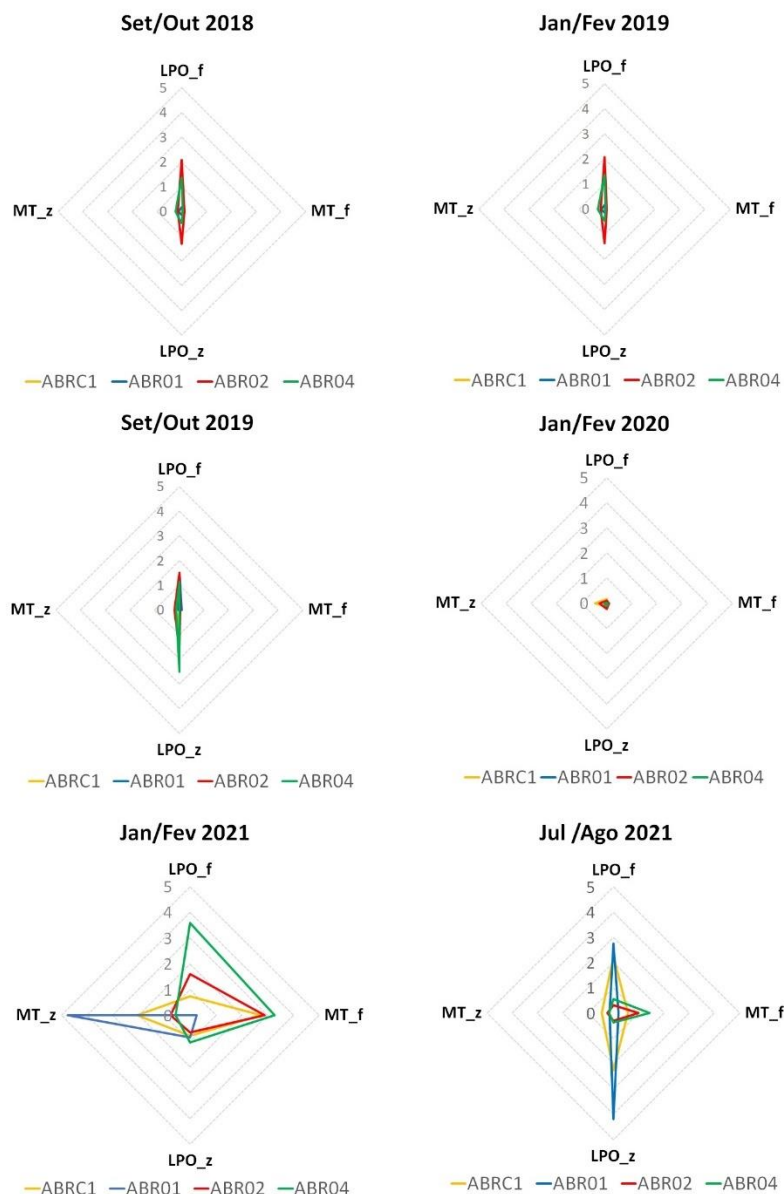 Set/Out 2018
LPO_f
5
4
3
2
1
0
MT_z
MT_f
LPO_z
ABRC1 ABR01 ABR02 ABR04
Jan/Fev 2019
LPO_f
5
4
3
2
1
0
MT_z
MT_f
LPO_z
ABRC1 ABR01 ABR02 ABR04
Set/Out 2019
LPO_f
5
4
3
2
1
0
MT_z
MT_f
LPO_z
ABRC1 ABR01 ABR02 ABR04
Jan/Fev 2020
LPO_f
5
4
3
2
1
0
MT_z
MT_f
LPO_z
ABRC1 ABR01 ABR02 ABR04
Jan/Fev 2021
LPO_f
5
4
3
2
1
0
MT_z
MT_f
LPO_z
ABRC1 ABR01 ABR02 ABR04
Jul /Ago 2021
LPO_f
5
4
3
2
1
0
MT_z
MT_f
LPO_z
ABRC1 ABR01 ABR02 ABR04